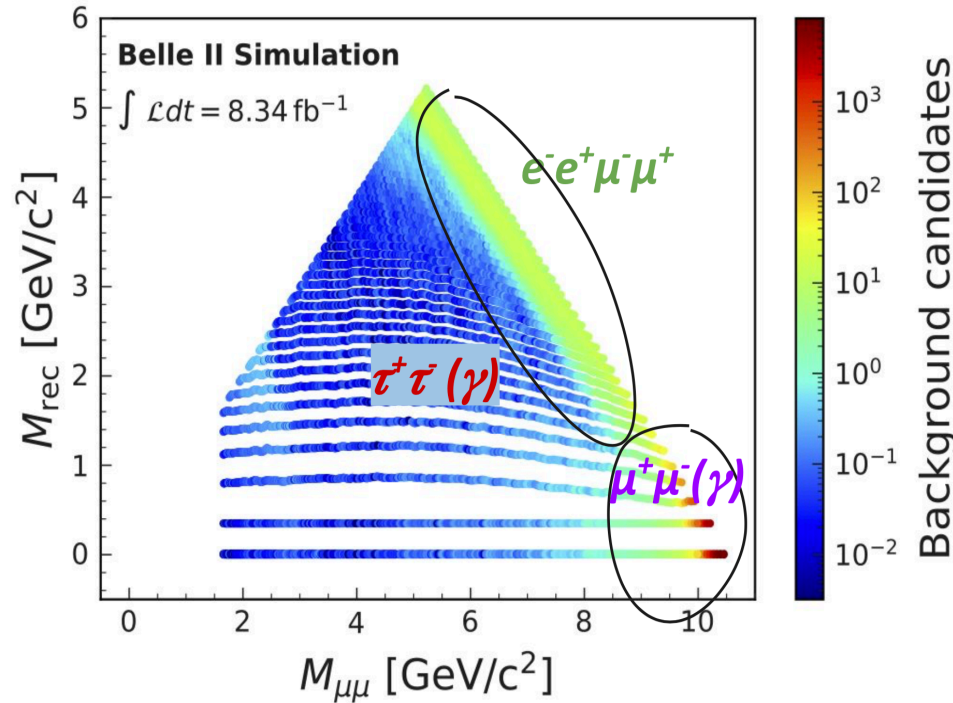 Belle II Simulation
∫ ℒdt = 8.34 fb⁻¹
e⁻e⁺μ⁻μ⁺
τ⁺τ⁻(γ)
μ⁺μ⁻(γ)
6
5
4
3
2
1
0
M_rec [GeV/c²]
0 2 4 6 8 10
M_μμ [GeV/c²]
10³
10²
10¹
10⁰
10⁻¹
10⁻²
Background candidates